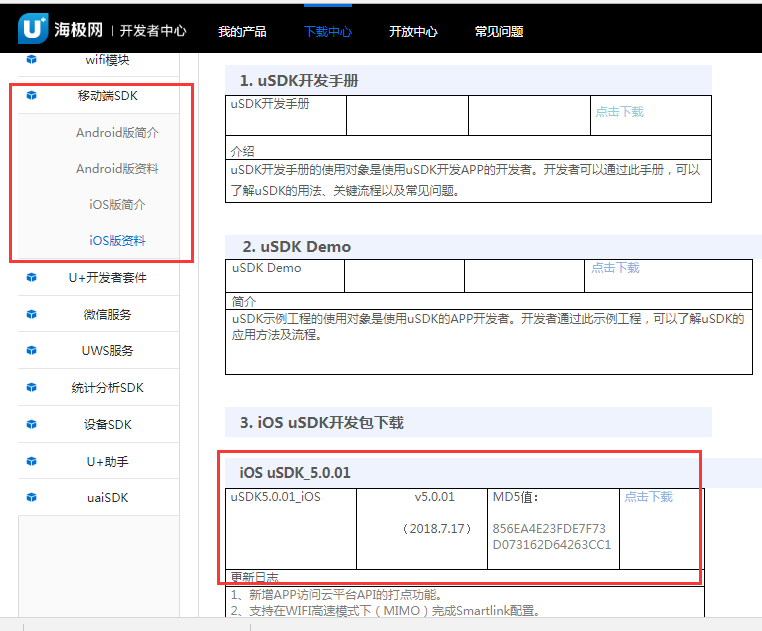 海极网 | 开发者中心
我的产品
下载中心
开放中心
常见问题
wifi模块
移动端SDK
Android版简介
Android版资料
iOS版简介
iOS版资料
U+开发者套件
微信服务
UWS服务
统计分析SDK
设备SDK
U+助手
uaiSDK
1. uSDK开发手册
uSDK开发手册
点击下载
介绍
uSDK开发手册的使用对象是使用uSDK开发APP的开发者。开发者可以通过此手册，可以
了解uSDK的用法、关键流程以及常见问题。
2. uSDK Demo
uSDK Demo
点击下载
简介
uSDK示例工程的使用对象是使用uSDK的APP开发者。开发者通过此示例工程，可以了解uSDK的
应用方法及流程。
3. iOS uSDK开发包下载
iOS uSDK_5.0.01
uSDK5.0.01_iOS
v5.0.01
（2018.7.17）
MD5值：
856EA4E23FDE7F73
D073162D64263CC1
点击下载
更新日志
1、新增APP访问云平台API的打点功能。
2、支持在WIFI高速模式下（MIMO）完成Smartlink配置。